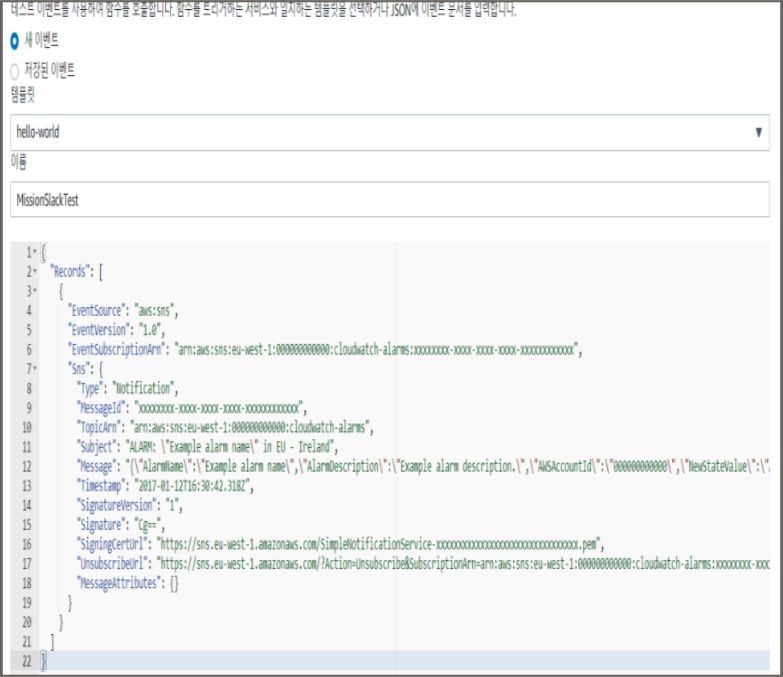 테스트 이벤트를 사용하여 함수를 호출합니다. 함수를 트리거하는 서비스와 일치하는 템플릿을 선택하거나 JSON에 이벤트 문서를 입력합니다.
새 이벤트
저장된 이벤트
템플릿
hello-world
이름
MissionSlackTest
1 {
2 "Records": [
3 {
4 "EventSource": "aws:sns",
5 "EventVersion": "1.0",
6 "EventSubscriptionArn": "arn:aws:sns:eu-west-1:000000000000:cloudwatch-alarms:xxxxxxxx-xxxx-xxxx-xxxx-xxxxxxxxxxxx",
7 "Sns": {
8 "Type": "Notification",
9 "MessageId": "xxxxxxxx-xxxx-xxxx-xxxx-xxxxxxxxxxxx",
10 "TopicArn": "arn:aws:sns:eu-west-1:000000000000:cloudwatch-alarms",
11 "Subject": "ALARM: \"Example alarm name\" in EU - Ireland",
12 "Message": "{\"AlarmName\":\"Example alarm name\",\"AlarmDescription\":\"Example alarm description.\",\"AWSAccountId\":\"000000000000\",\"NewStateValue\":\"
13 "Timestamp": "2017-01-12T16:30:42.318Z",
14 "SignatureVersion": "1",
15 "Signature": "Cg==",
16 "SigningCertUrl": "https://sns.eu-west-1.amazonaws.com/SimpleNotificationService-xxxxxxxxxxxxxxxxxxxxxxxxxxxxxxxx.pem",
17 "UnsubscribeUrl": "https://sns.eu-west-1.amazonaws.com/?Action=Unsubscribe&SubscriptionArn=arn:aws:sns:eu-west-1:000000000000:cloudwatch-alarms:xxxxxxxx-xxx
18 "MessageAttributes": {}
19 }
20 }
21 ]
22 }